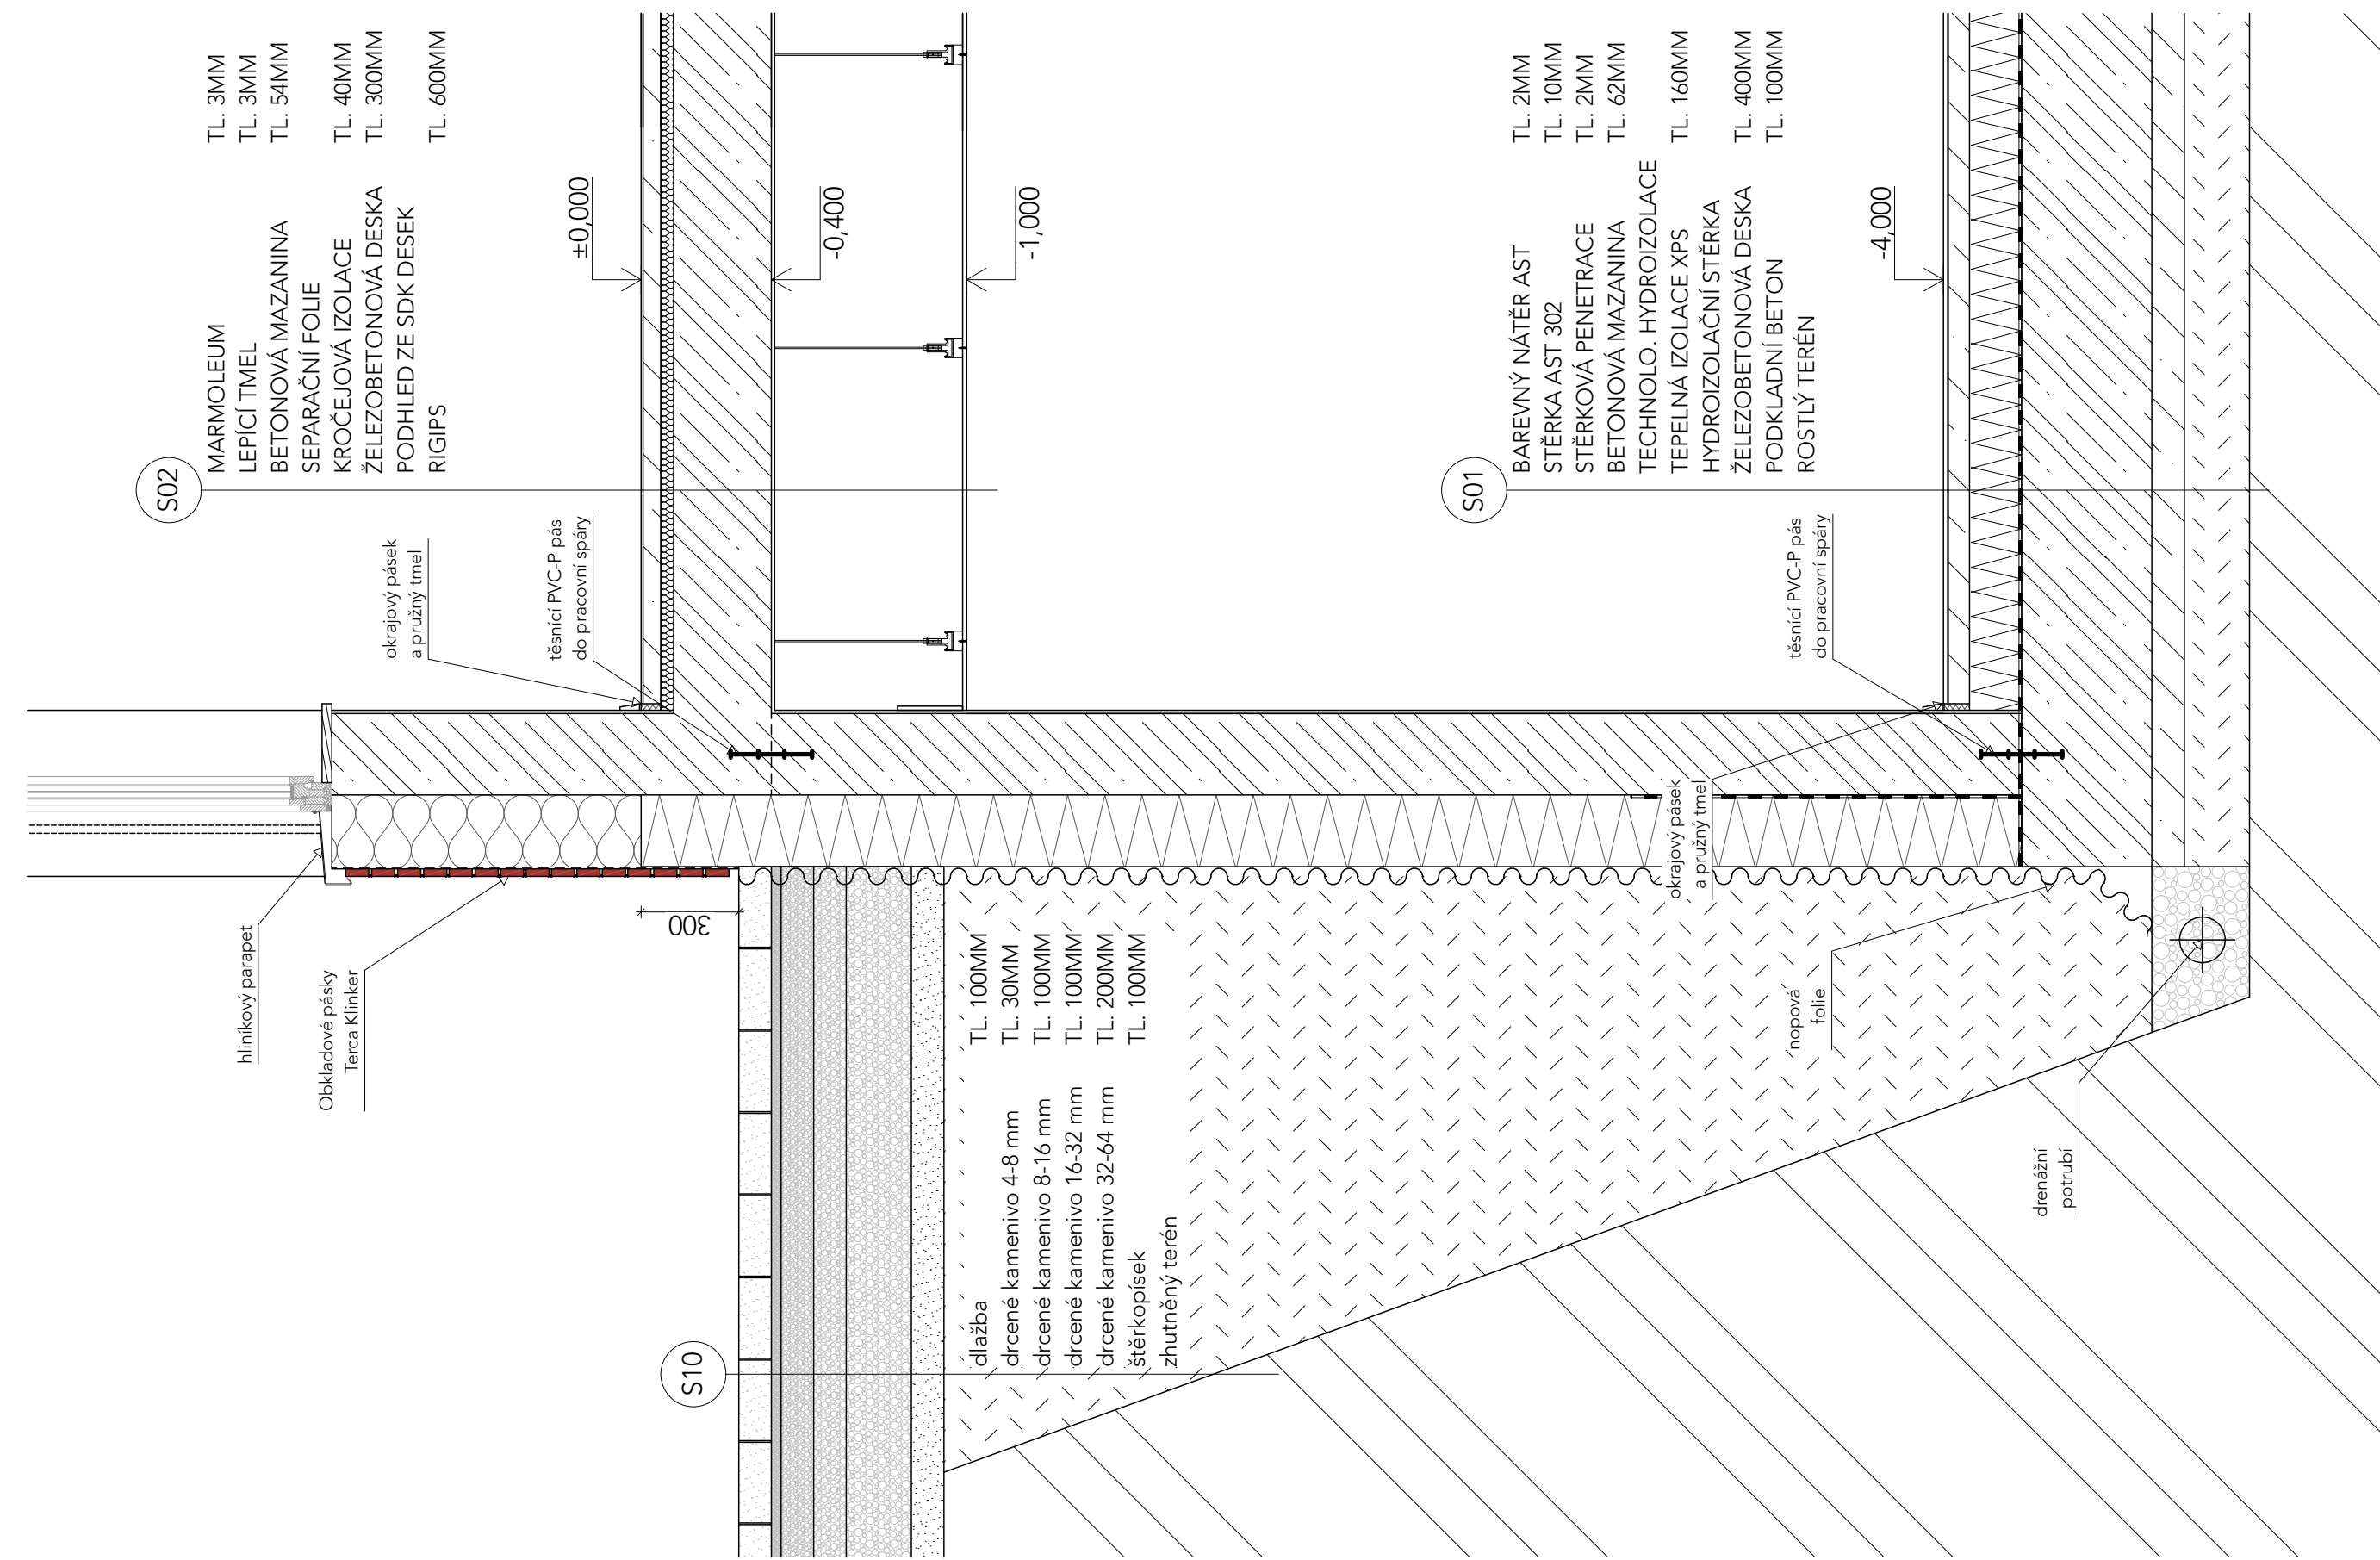 S02
MARMOLEUM TL. 3MM
LEPÍCÍ TMEL TL. 3MM
BETONOVÁ MAZANINA TL. 54MM
SEPARAČNÍ FOLIE
KROČEJOVÁ IZOLACE TL. 40MM
ŽELEZOBETONOVÁ DESKA TL. 300MM
PODHLED ZE SDK DESEK
RIGIPS TL. 600MM
okrajový pásek
a pružný tmel
těsnící PVC-P pás
do pracovní spáry
±0,000
-0,400
-1,000
hliníkový parapet
Obkladové pásky
Terca Klinker
300
S10
dlažba TL. 100MM
drcené kamenivo 4-8 mm TL. 30MM
drcené kamenivo 8-16 mm TL. 100MM
drcené kamenivo 16-32 mm TL. 100MM
drcené kamenivo 32-64 mm TL. 200MM
štěrkopísek TL. 100MM
zhutněný terén
S01
BAREVNÝ NÁTĚR AST TL. 2MM
STĚRKA AST 302 TL. 10MM
STĚRKOVÁ PENETRACE TL. 2MM
BETONOVÁ MAZANINA TL. 62MM
TECHNOLO. HYDROIZOLACE
TEPELNÁ IZOLACE XPS TL. 160MM
HYDROIZOLAČNÍ STĚRKA
ŽELEZOBETONOVÁ DESKA TL. 400MM
PODKLADNÍ BETON TL. 100MM
ROSTLÝ TERÉN
okrajový pásek
a pružný tmel
těsnící PVC-P pás
do pracovní spáry
-4,000
nopová
folie
drenážní
potrubí